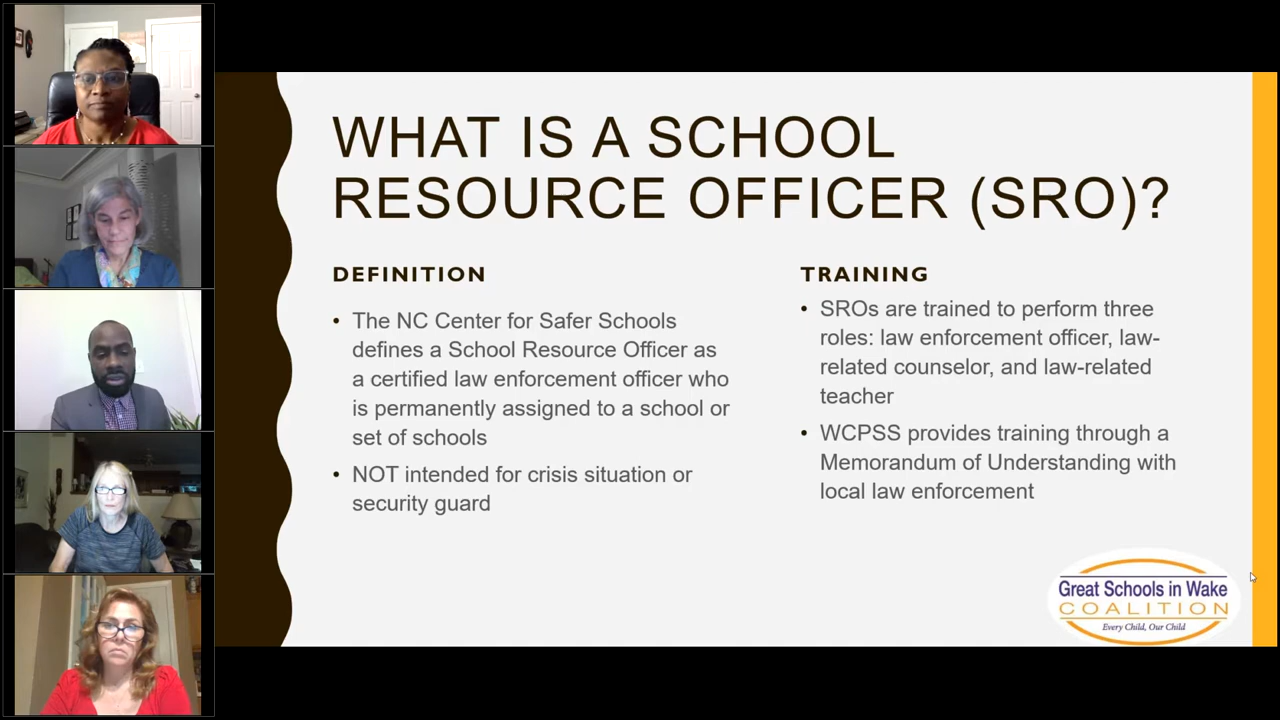 WHAT IS A SCHOOL
RESOURCE OFFICER (SRO)?
DEFINITION
• The NC Center for Safer Schools
defines a School Resource Officer as
a certified law enforcement officer who
is permanently assigned to a school or
set of schools
• NOT intended for crisis situation or
security guard
TRAINING
• SROs are trained to perform three
roles: law enforcement officer, law-
related counselor, and law-related
teacher
• WCPSS provides training through a
Memorandum of Understanding with
local law enforcement
Great Schools in Wake
COALITION
Every Child, Our Child